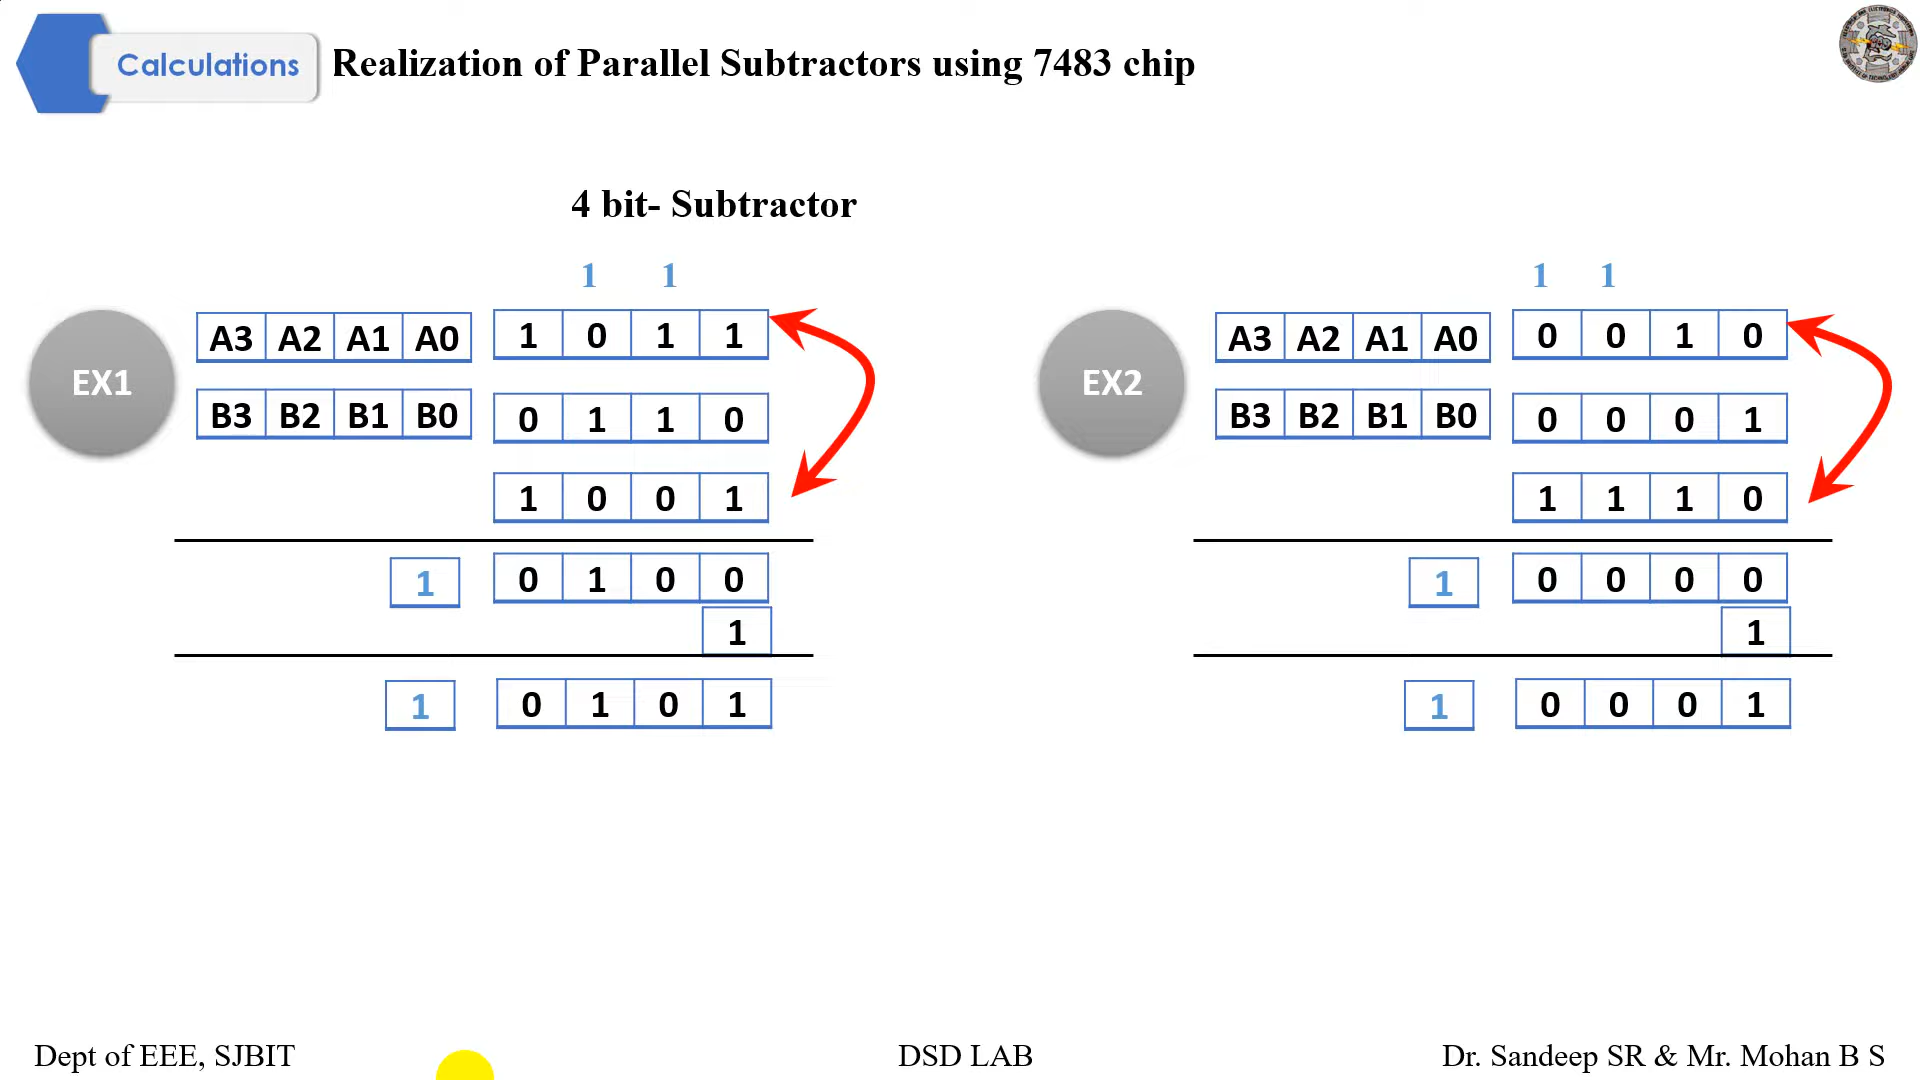 Calculations
Realization of Parallel Subtractors using 7483 chip
4 bit- Subtractor
1 1
EX1
A3 A2 A1 A0 1 0 1 1
B3 B2 B1 B0 0 1 1 0
1 0 0 1
1 0 1 0 0
1
1 0 1 0 1
1 1
EX2
A3 A2 A1 A0 0 0 1 0
B3 B2 B1 B0 0 0 0 1
1 1 1 0
1 0 0 0 0
1
1 0 0 0 1
Dept of EEE, SJBIT
DSD LAB
Dr. Sandeep SR & Mr. Mohan B S